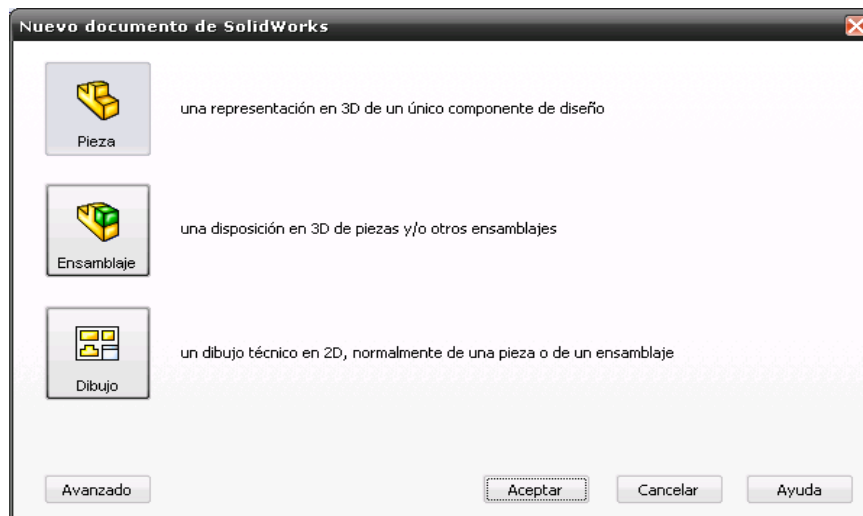 Nuevo documento de SolidWorks
Pieza
una representación en 3D de un único componente de diseño
Ensamblaje
una disposición en 3D de piezas y/o otros ensamblajes
Dibujo
un dibujo técnico en 2D, normalmente de una pieza o de un ensamblaje
Avanzado
Aceptar
Cancelar
Ayuda